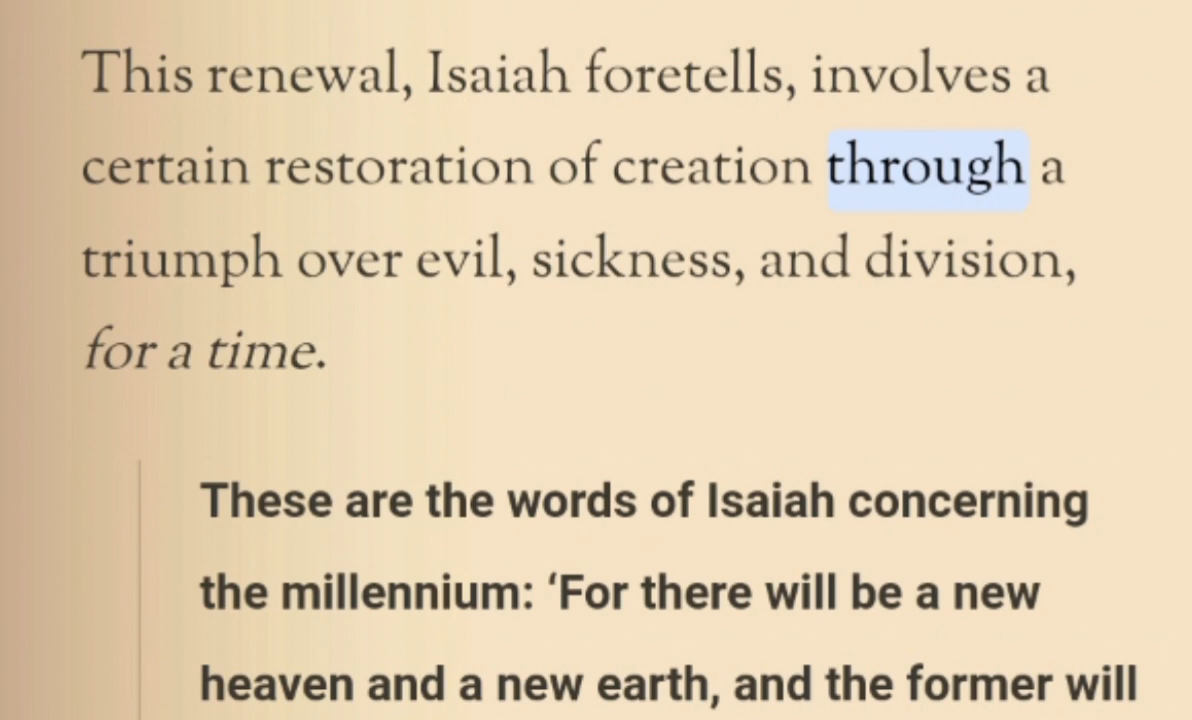 This renewal, Isaiah foretells, involves a
certain restoration of creation through a
triumph over evil, sickness, and division,
for a time.
These are the words of Isaiah concerning
the millennium: ‘For there will be a new
heaven and a new earth, and the former will